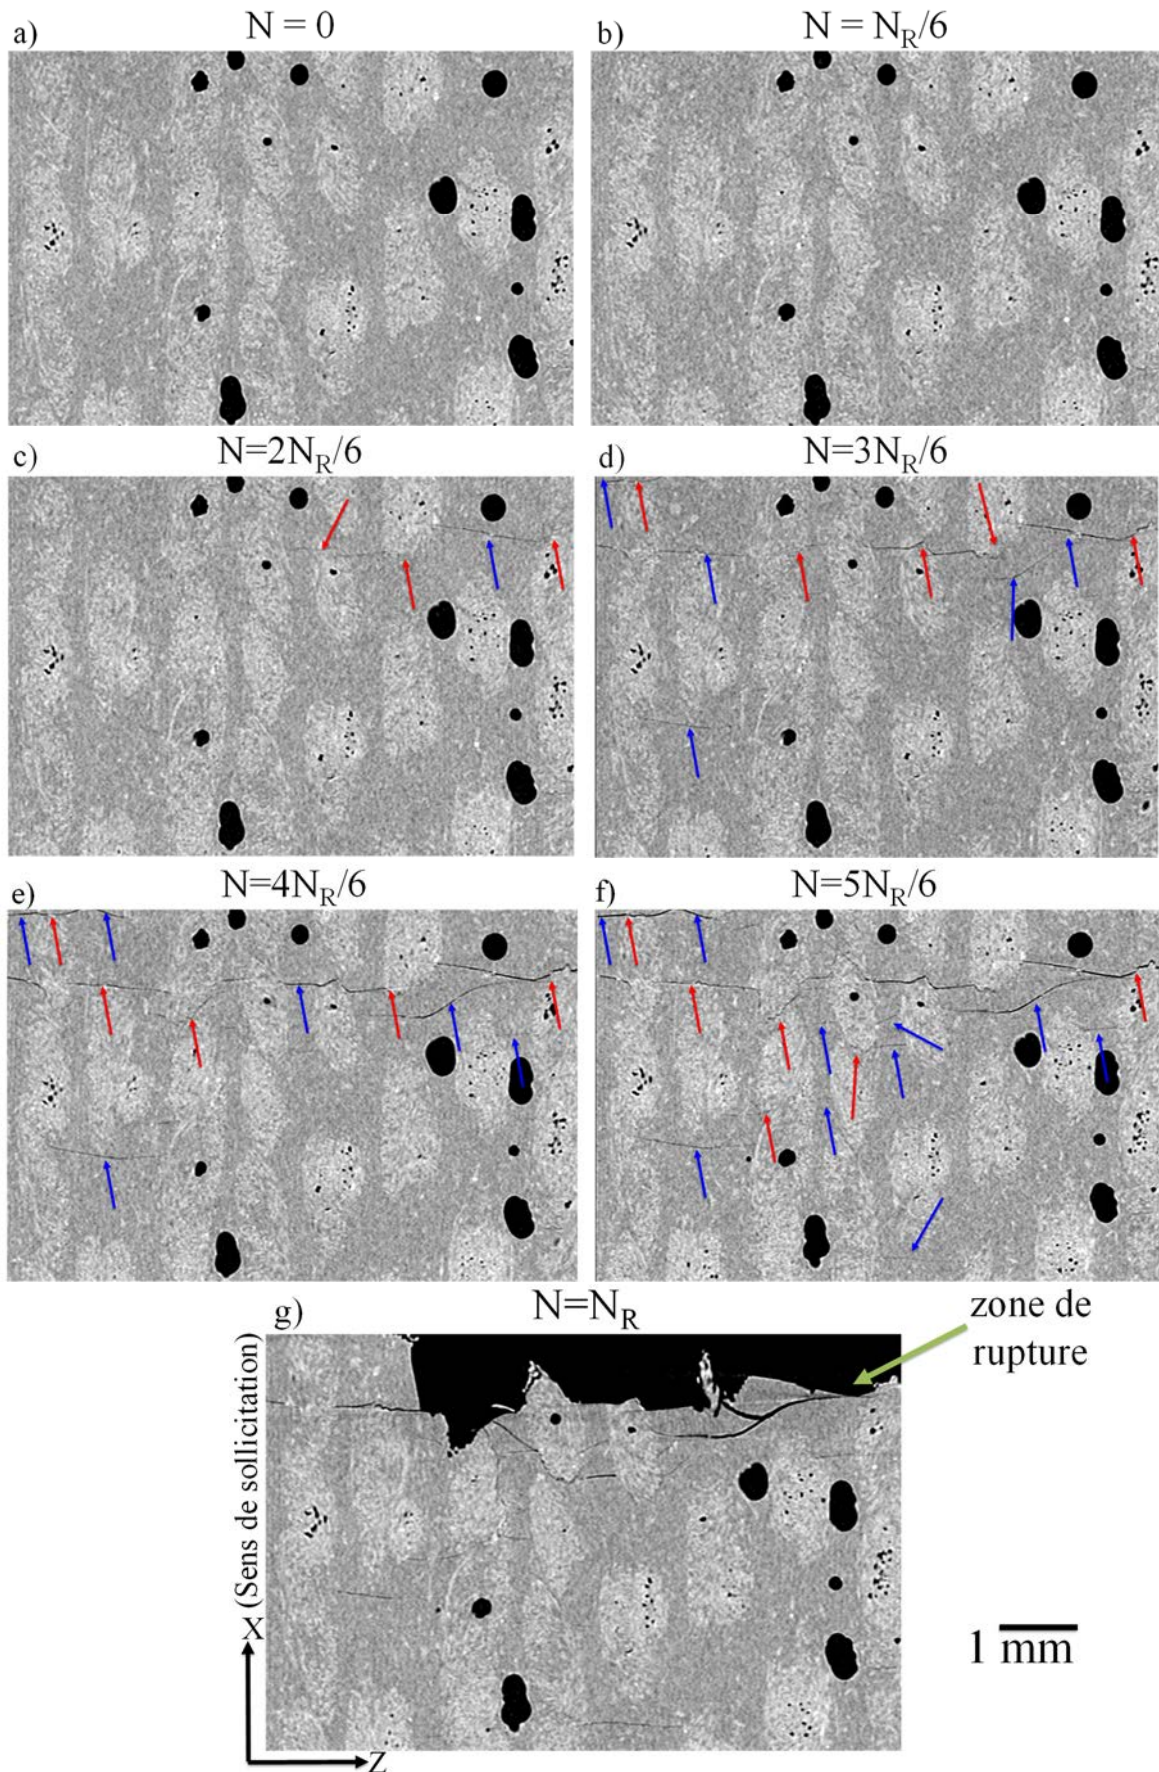 a) N = 0
b) N = N_R/6
c) N=2N_R/6
d) N=3N_R/6
e) N=4N_R/6
f) N=5N_R/6
g) N=N_R
zone de
rupture
X (Sens de sollicitation)
Z
1 mm